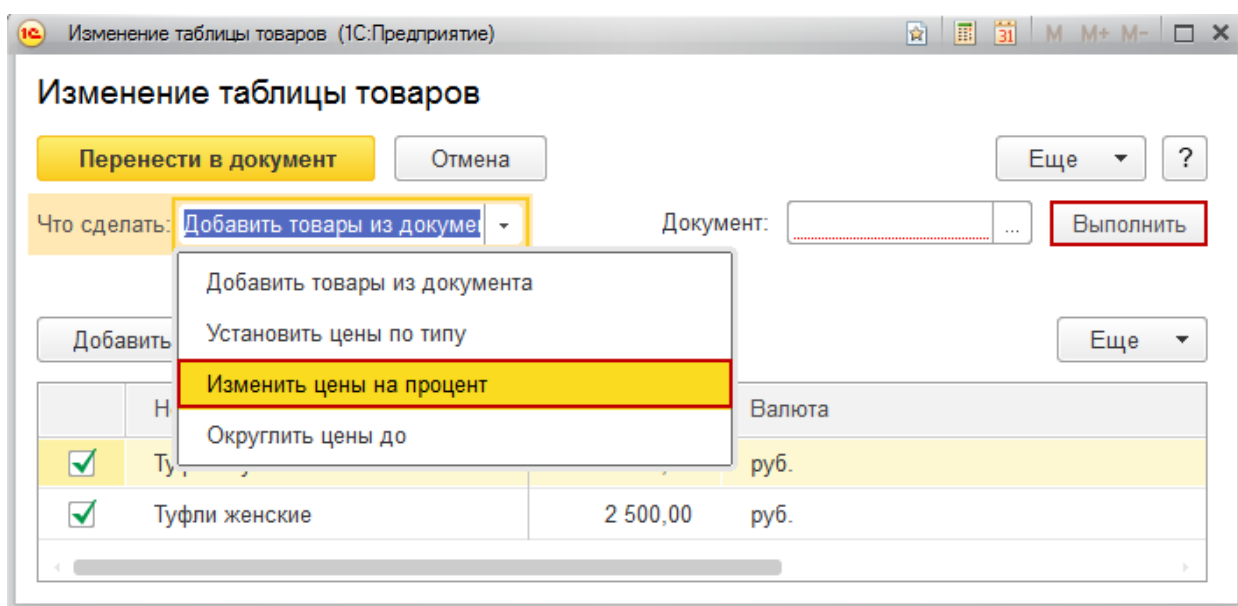 Изменение таблицы товаров (1С:Предприятие)
31 M M+ M-
Изменение таблицы товаров
Перенести в документ Отмена Еще ?
Что сделать: Добавить товары из Документ: ... Выполнить
Добавить товары из документа
Установить цены по типу
Добавить Еще
Изменить цены на процент
Валюта
Округлить цены до
руб.
Туфли женские 2 500,00 руб.